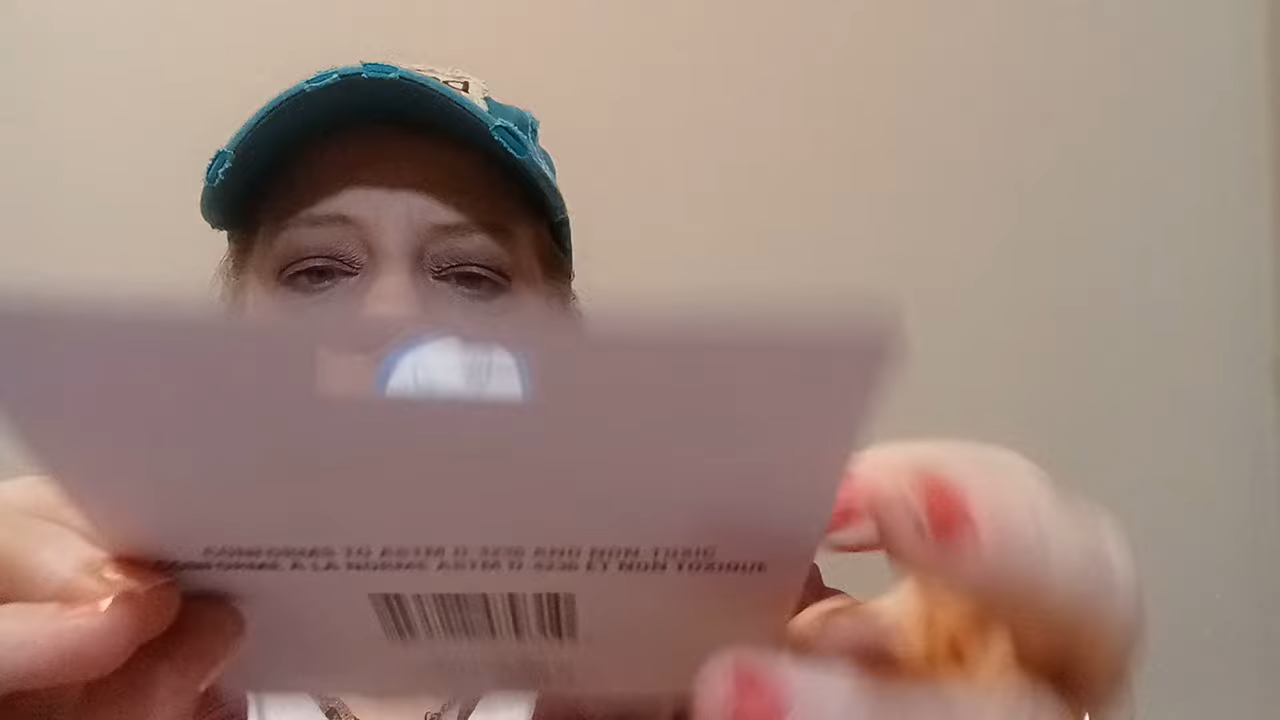 CONFORMS TO ASTM D 4236 AND NON-TOXIC
CONFORME A LA NORME ASTM D 4236 ET NON TOXIQUE